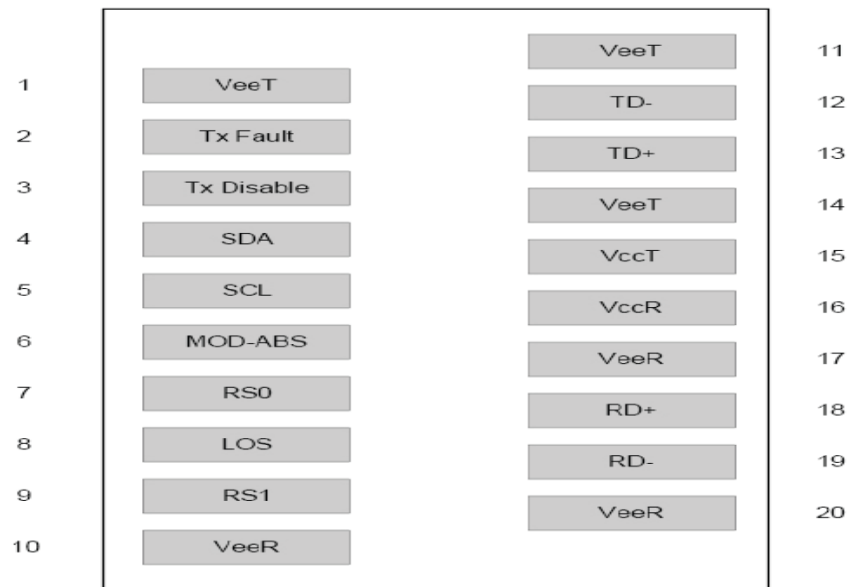 VeeT 11
1 VeeT
TD- 12
2 Tx Fault
TD+ 13
3 Tx Disable
VeeT 14
4 SDA
VccT 15
5 SCL
VccR 16
6 MOD-ABS
VeeR 17
7 RS0
RD+ 18
8 LOS
RD- 19
9 RS1
VeeR 20
10 VeeR